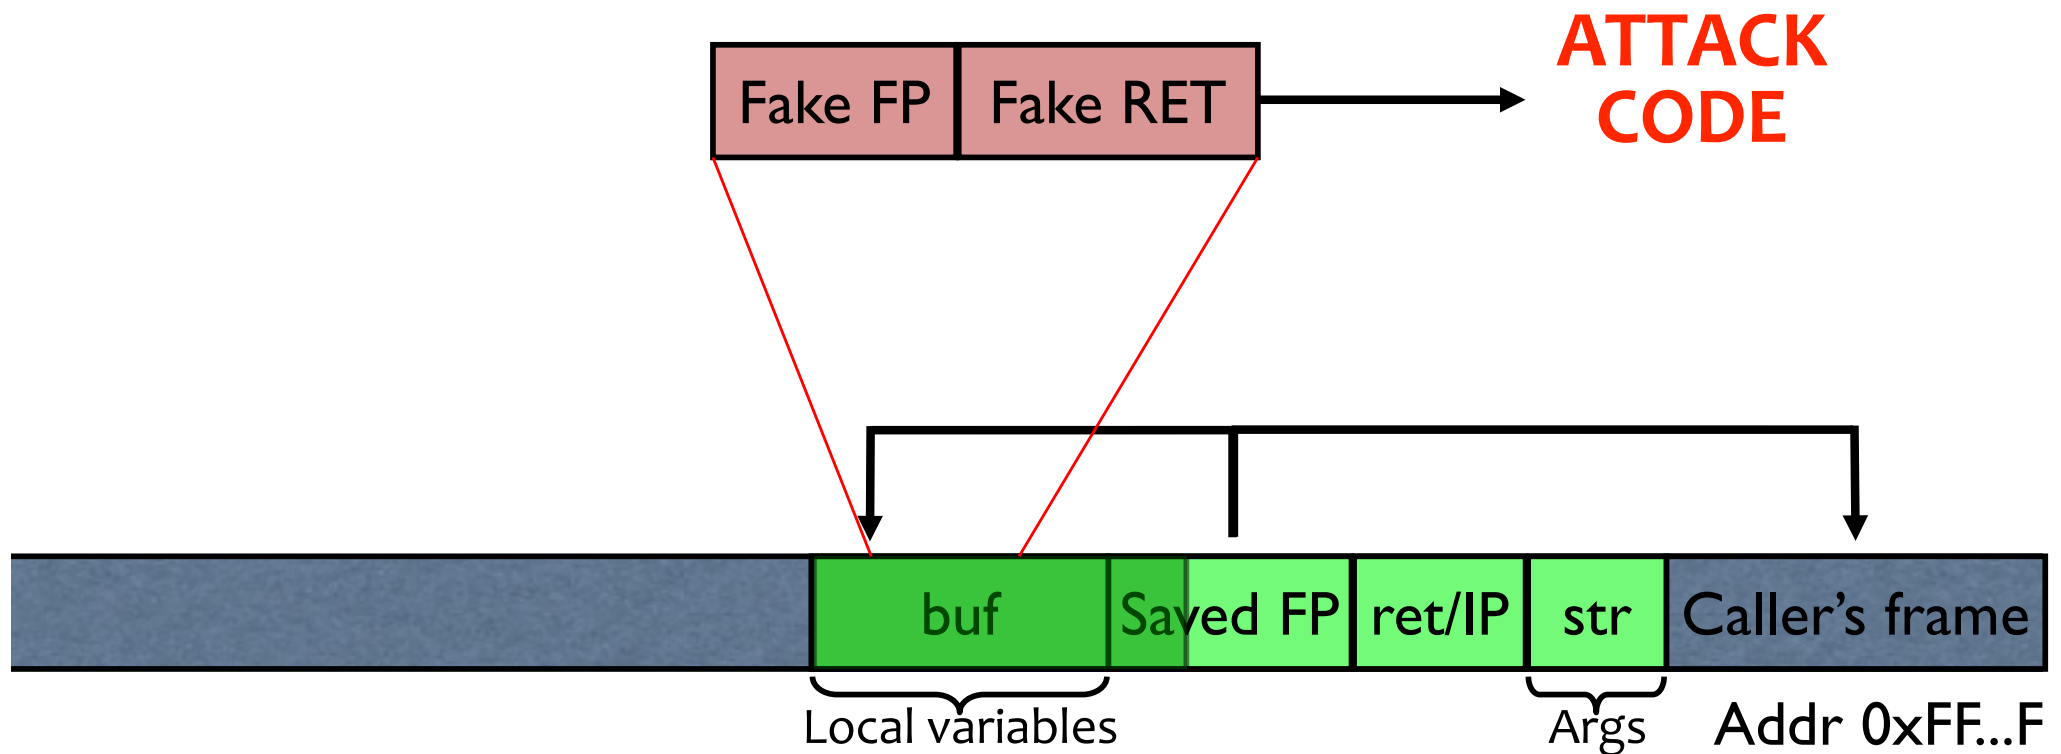 Fake FP Fake RET ATTACK
CODE
buf Saved FP ret/IP str Caller’s frame
Local variables Args Addr 0xFF...F